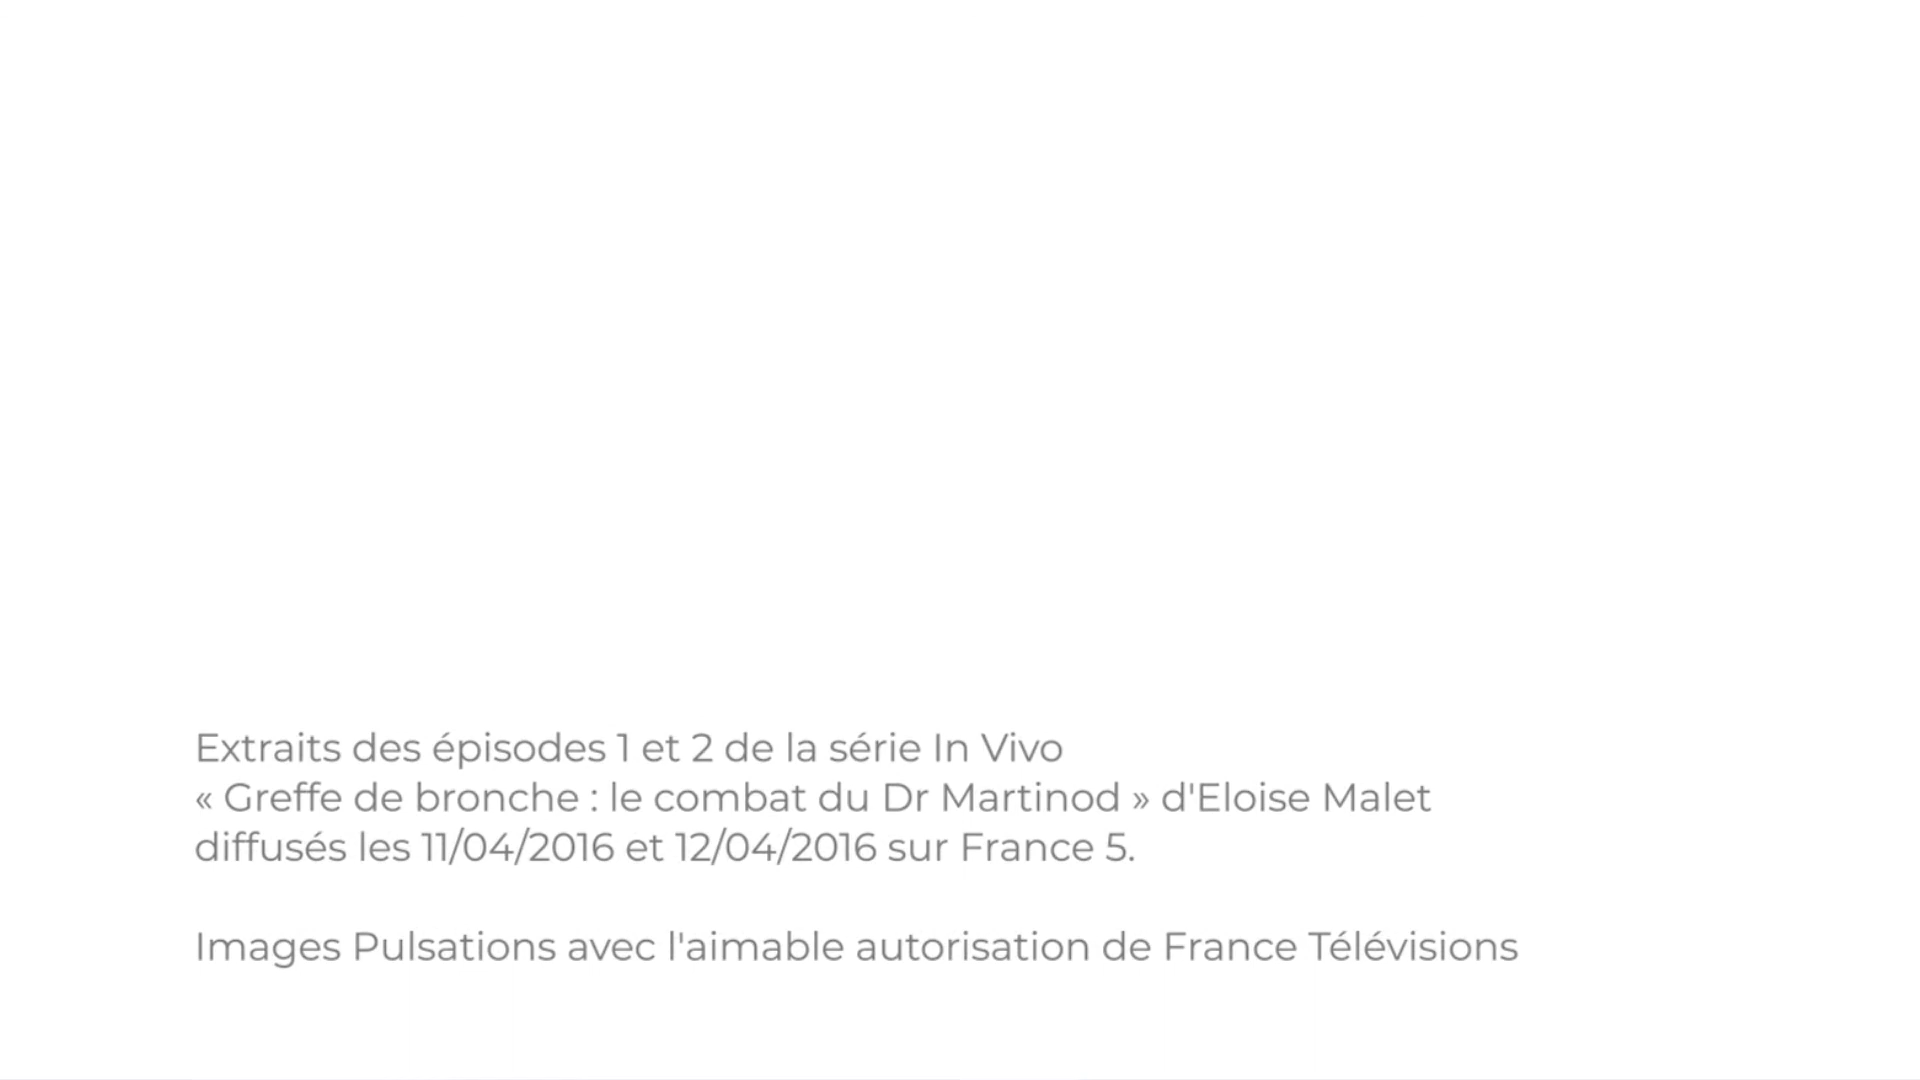 Extraits des épisodes 1 et 2 de la série In Vivo
« Greffe de bronche : le combat du Dr Martinod » d'Eloise Malet
diffusés les 11/04/2016 et 12/04/2016 sur France 5.
Images Pulsations avec l'aimable autorisation de France Télévisions